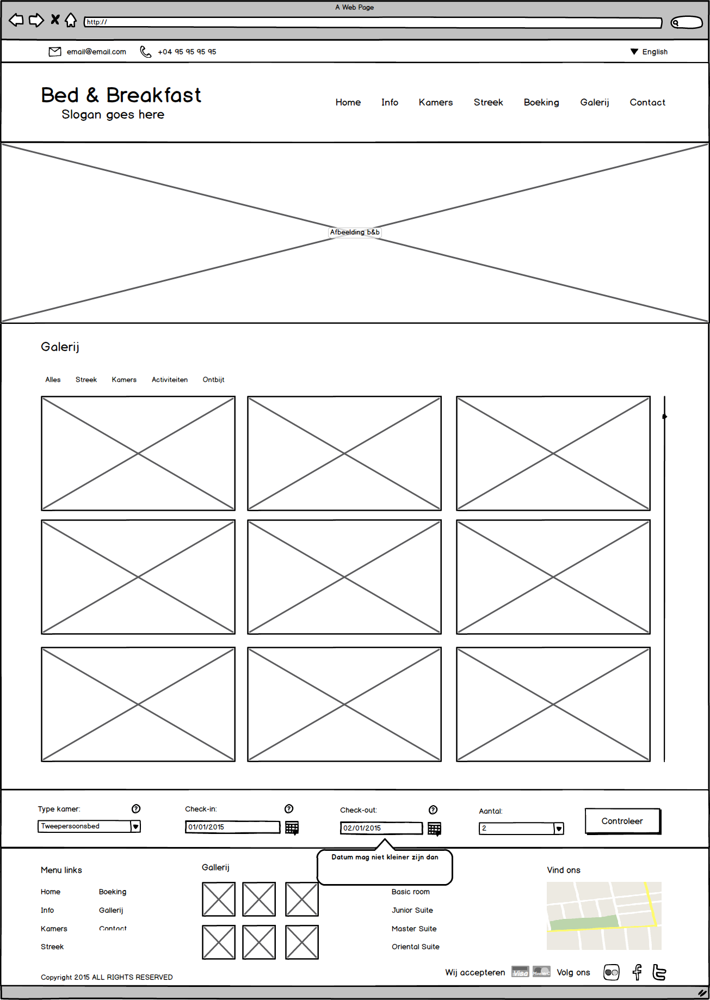 A Web Page
http://
email@email.com
+04 95 95 95 95
English
Bed & Breakfast
Slogan goes here
Home Info Kamers Streek Boeking Galerij Contact
Afbeelding b&b
Galerij
Alles Streek Kamers Activiteiten Ontbijt
Type kamer: ?
Tweepersoonsbed
Check-in: ?
01/01/2015
Check-out: ?
02/01/2015
Aantal:
2
Controleer
Datum mag niet kleiner zijn dan
Menu links
Home
Info
Kamers
Streek
Boeking
Gallerij
Contact
Gallerij
Basic room
Junior Suite
Master Suite
Oriental Suite
Vind ons
Copyright 2015 ALL RIGHTS RESERVED
Wij accepteren Visa MasterC Volg ons